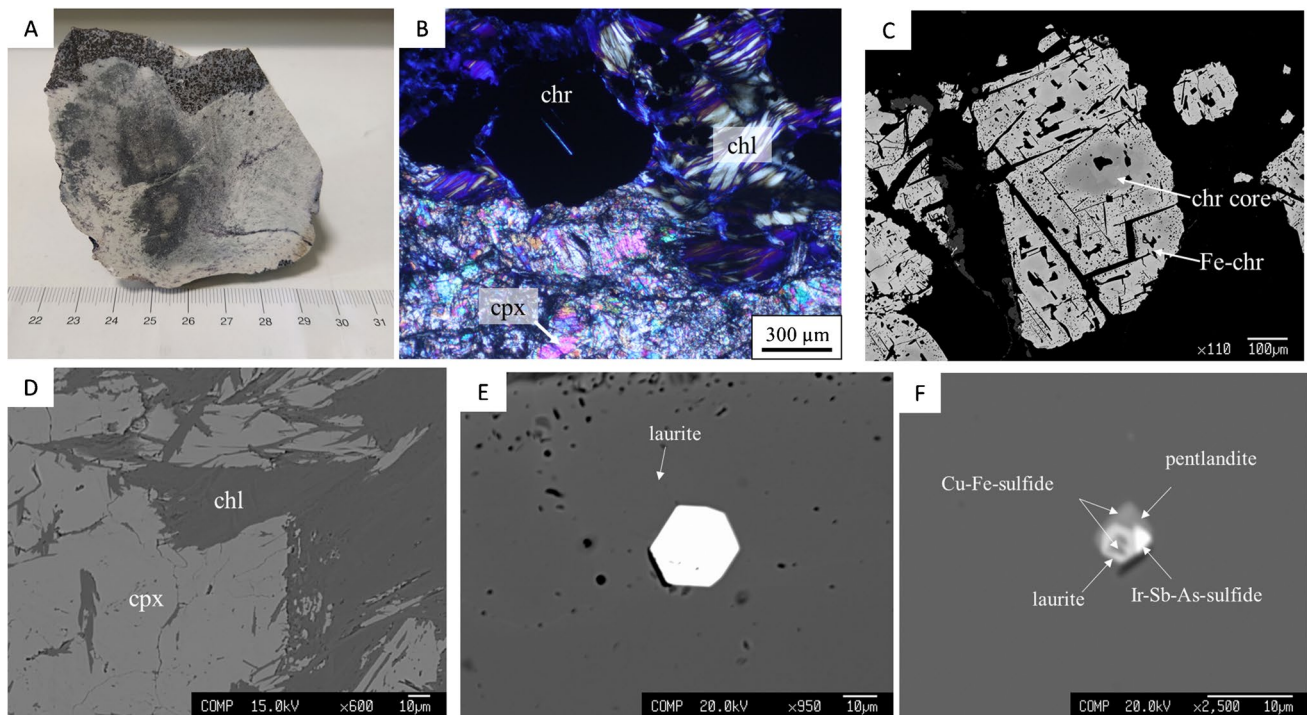 A
22 23 24 25 26 27 28 29 30 31
B
chr
chl
cpx
300 µm
C
chr core
Fe-chr
×110 100µm
D
chl
cpx
COMP 15.0kV ×600 10µm
E
laurite
COMP 20.0kV ×950 10µm
F
pentlandite
Cu-Fe-sulfide
laurite
Ir-Sb-As-sulfide
COMP 20.0kV ×2,500 10µm